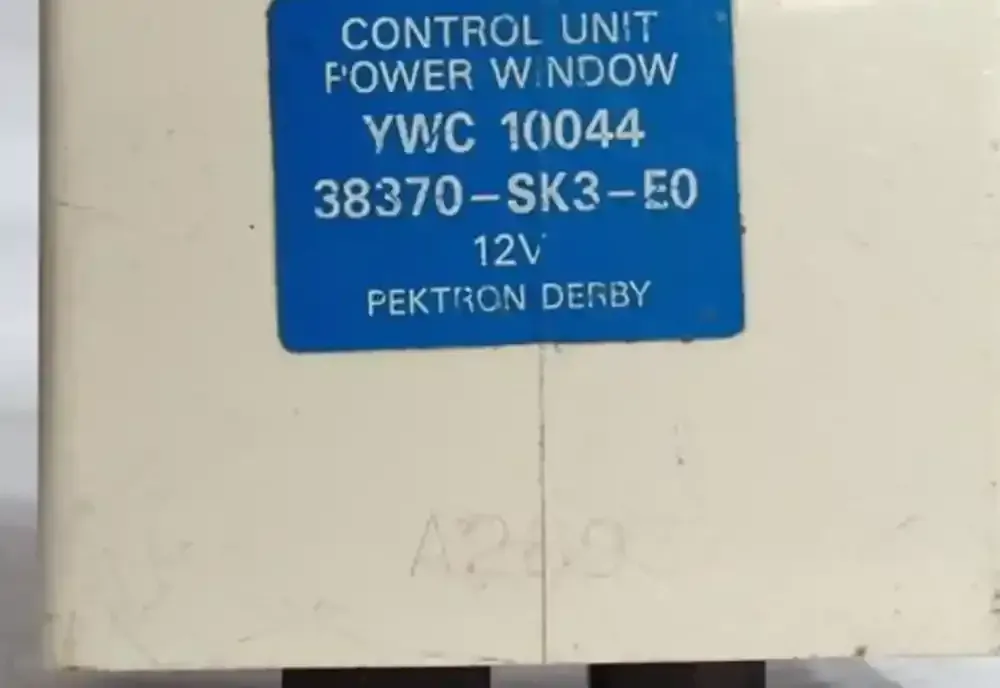 CONTROL UNIT
POWER WINDOW
YWC 10044
38370-SK3-E0
12V
PEKTRON DERBY